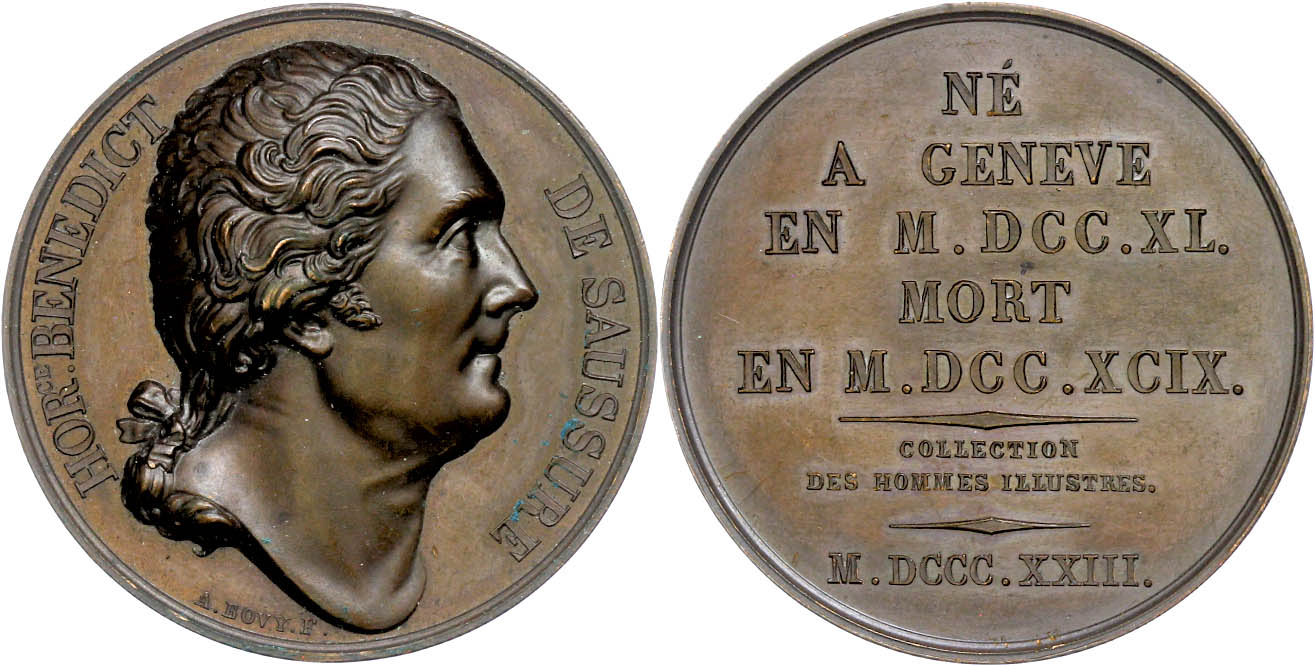 HOR.CE BENEDICT DE SAUSSURE
A. BOVY. F.
NÉ
A GENEVE
EN M. DCC. XL.
MORT
EN M. DCC. XCIX.
COLLECTION
DES HOMMES ILLUSTRES.
M. DCCC. XXIII.